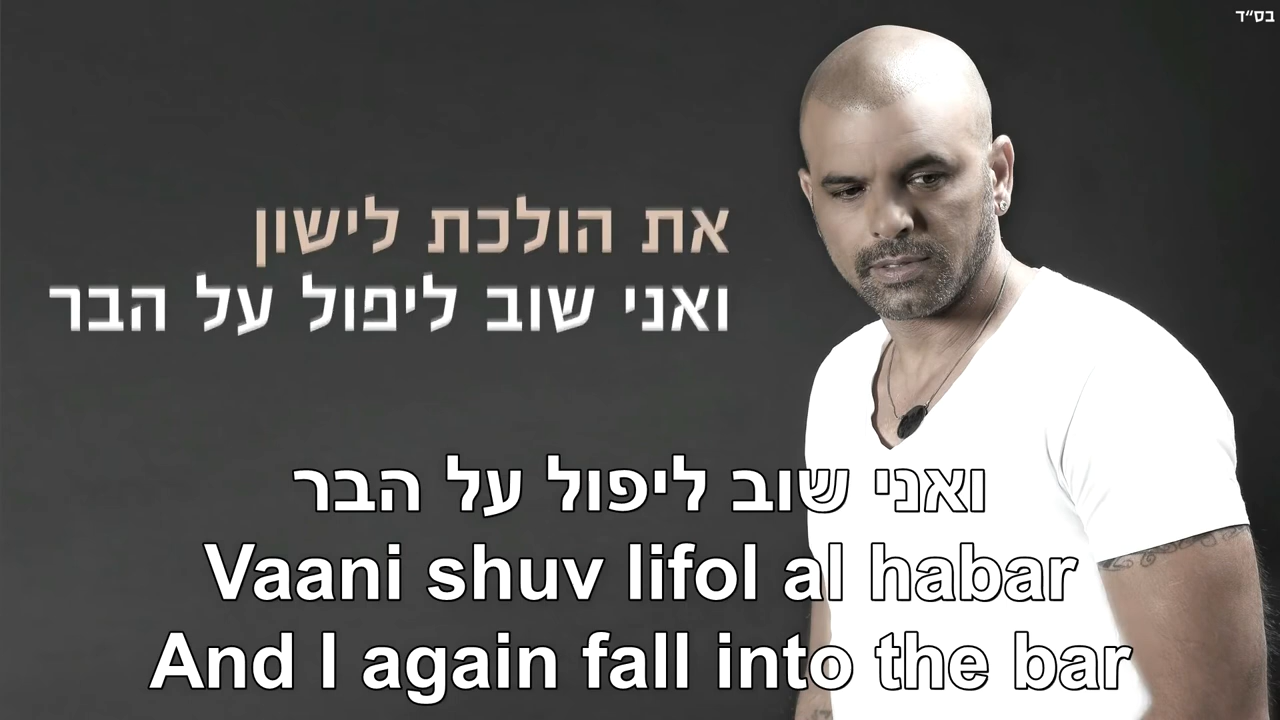 בס״ד
את הולכת לישון
ואני שוב ליפול על הבר
ואני שוב ליפול על הבר
Vaani shuv lifol al habar
And I again fall into the bar